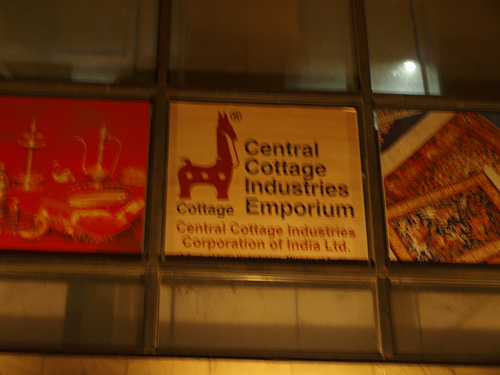 ®
Central
Cottage
Industries
Emporium
Cottage
Central Cottage Industries
Corporation of India Ltd.